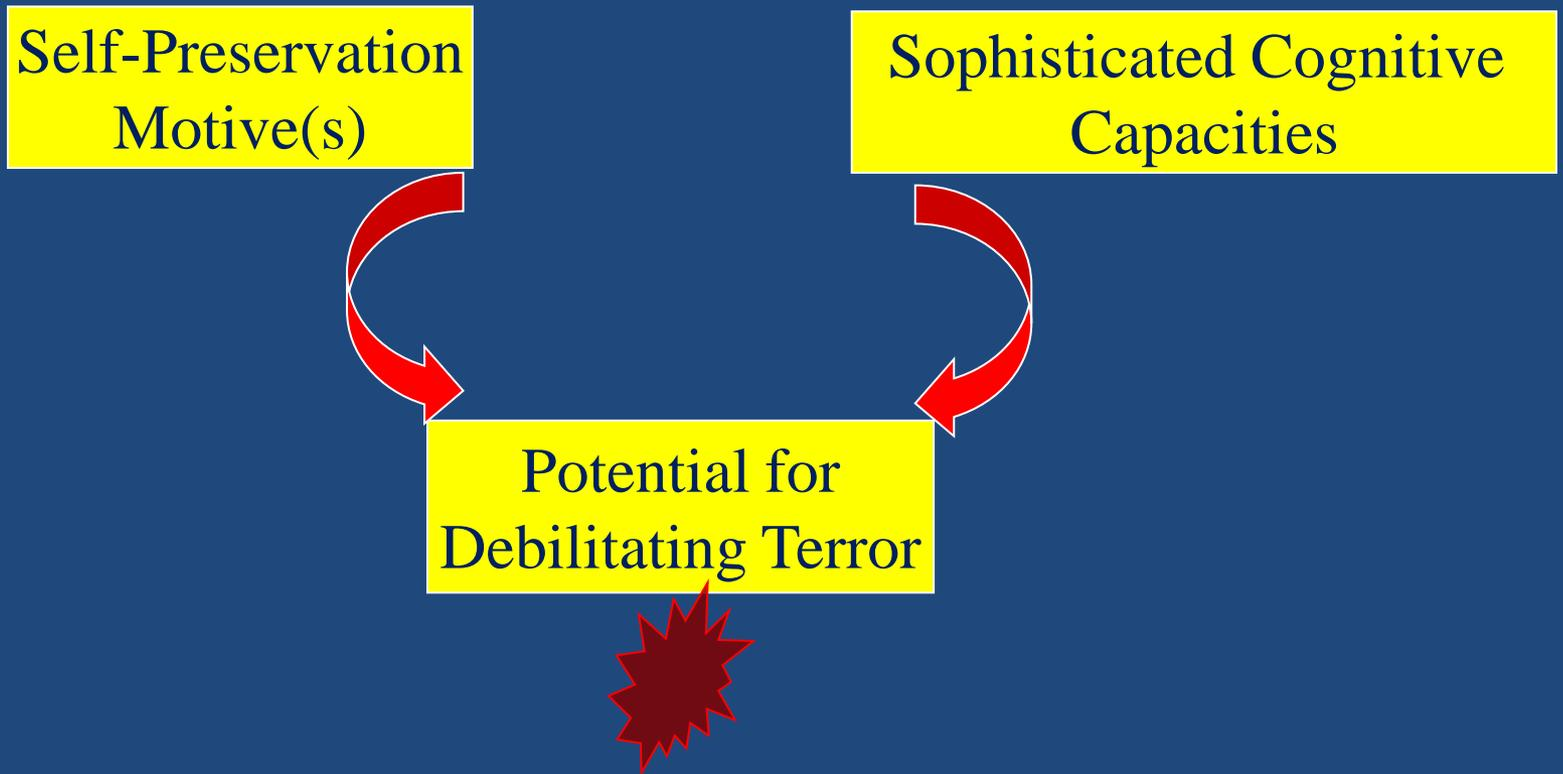 Self-Preservation
Motive(s)
Sophisticated Cognitive
Capacities
Potential for
Debilitating Terror